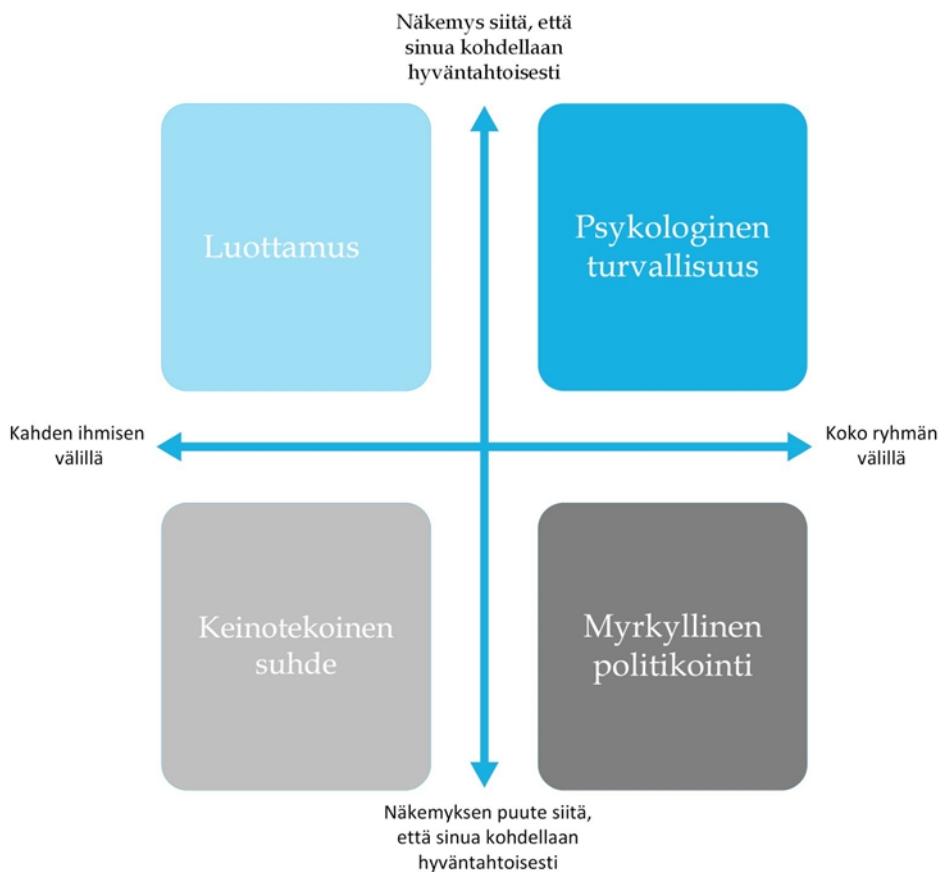 Näkemys siitä, että
sinua kohdellaan
hyväntahtoisesti
Luottamus
Psykologinen
turvallisuus
Kahden ihmisen
välillä
Koko ryhmän
välillä
Keinotekoinen
suhde
Myrkyllinen
politikointi
Näkemyksen puute siitä,
että sinua kohdellaan
hyväntahtoisesti